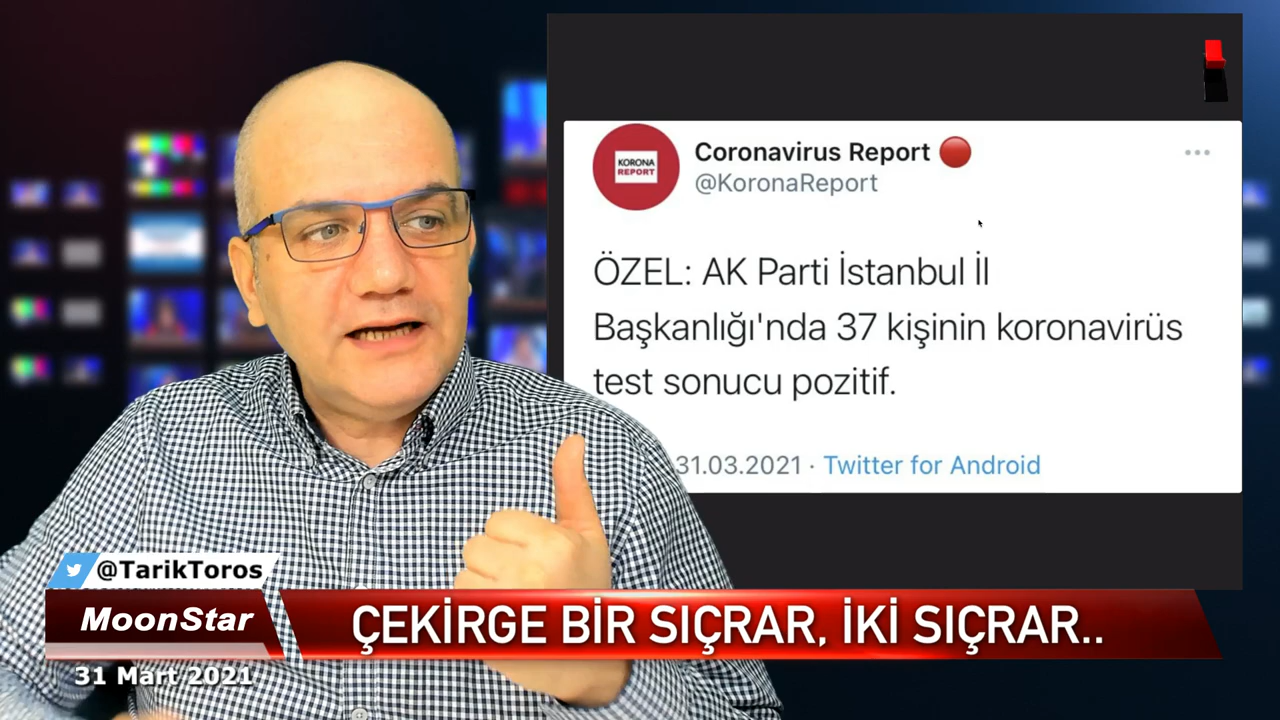 KORONA
REPORT
Coronavirus Report
@KoronaReport
ÖZEL: AK Parti İstanbul İl
Başkanlığı'nda 37 kişinin koronavirüs
test sonucu pozitif.
31.03.2021 · Twitter for Android
@TarikToros
MoonStar
ÇEKİRGE BİR SIÇRAR, İKİ SIÇRAR..
31 Mart 2021